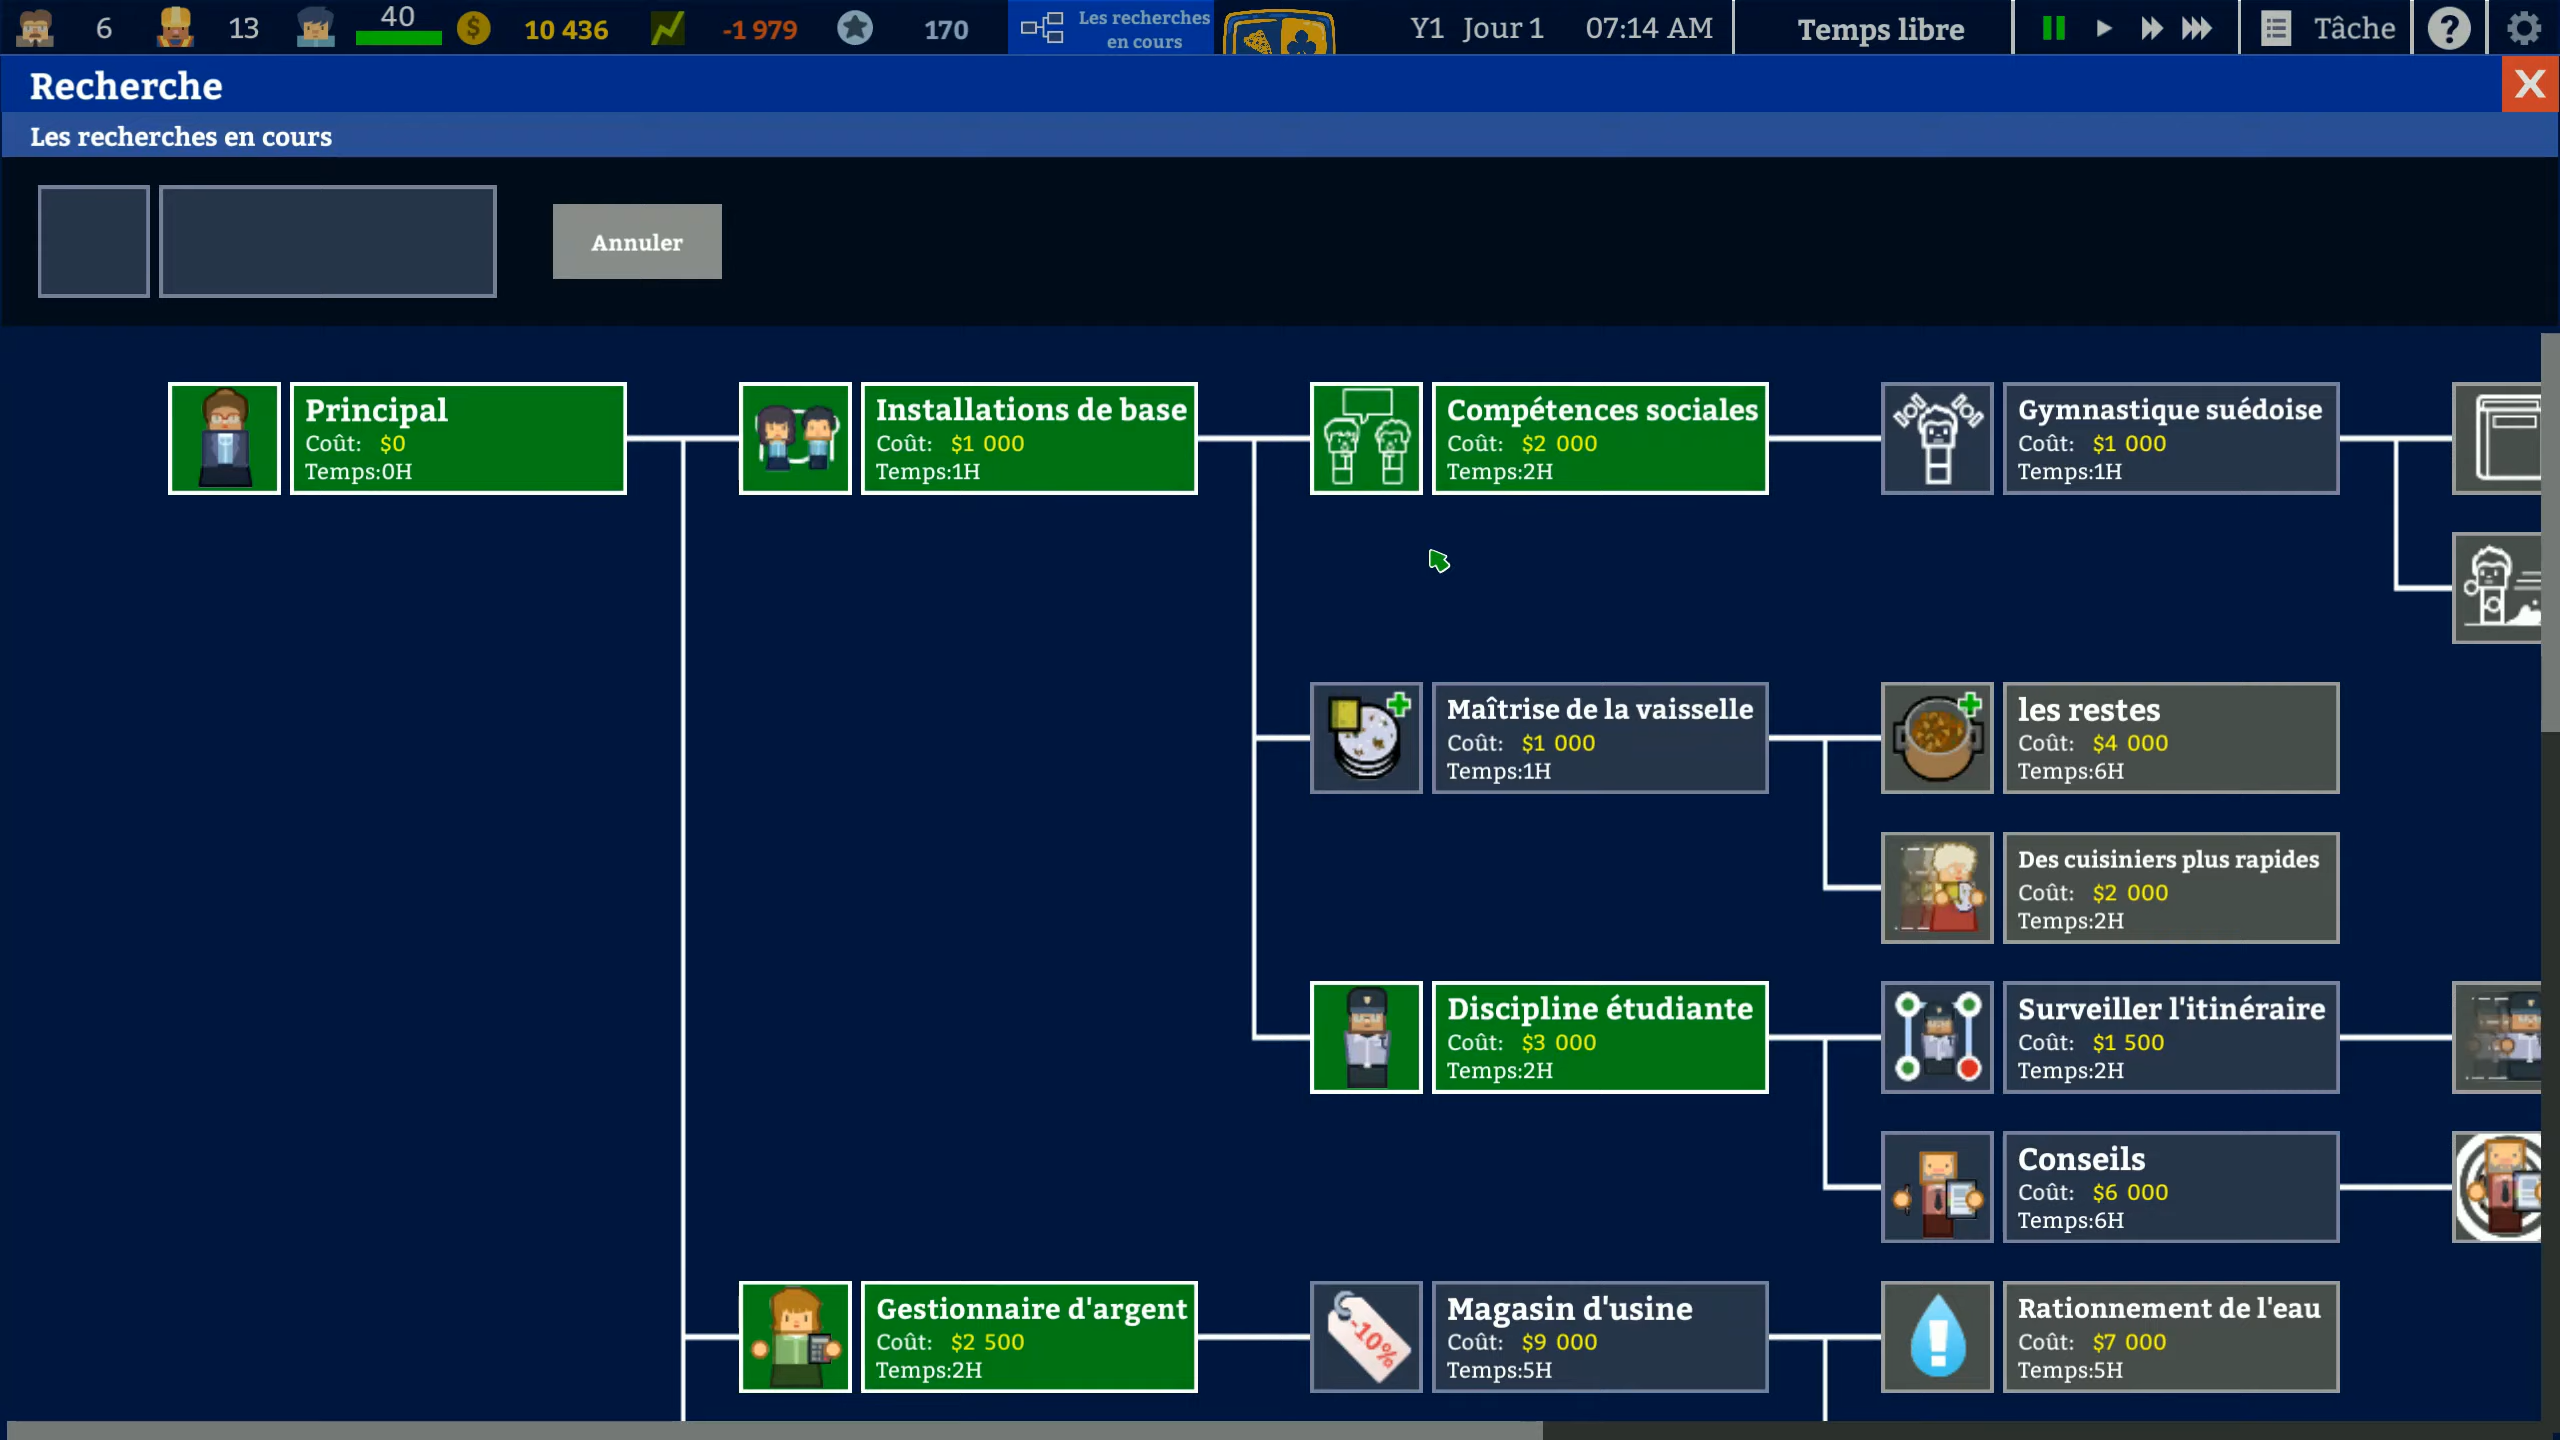 6 13 40 10 436 -1 979 170 Les recherches en cours Y1 Jour 1 07:14 AM Temps libre Tâche ?
Recherche X
Les recherches en cours
Annuler
Principal
Coût: $0
Temps:0H
Installations de base
Coût: $1 000
Temps:1H
Compétences sociales
Coût: $2 000
Temps:2H
Gymnastique suédoise
Coût: $1 000
Temps:1H
Maîtrise de la vaisselle
Coût: $1 000
Temps:1H
les restes
Coût: $4 000
Temps:6H
Des cuisiniers plus rapides
Coût: $2 000
Temps:2H
Discipline étudiante
Coût: $3 000
Temps:2H
Surveiller l'itinéraire
Coût: $1 500
Temps:2H
Conseils
Coût: $6 000
Temps:6H
Gestionnaire d'argent
Coût: $2 500
Temps:2H
-10%
Magasin d'usine
Coût: $9 000
Temps:5H
Rationnement de l'eau
Coût: $7 000
Temps:5H